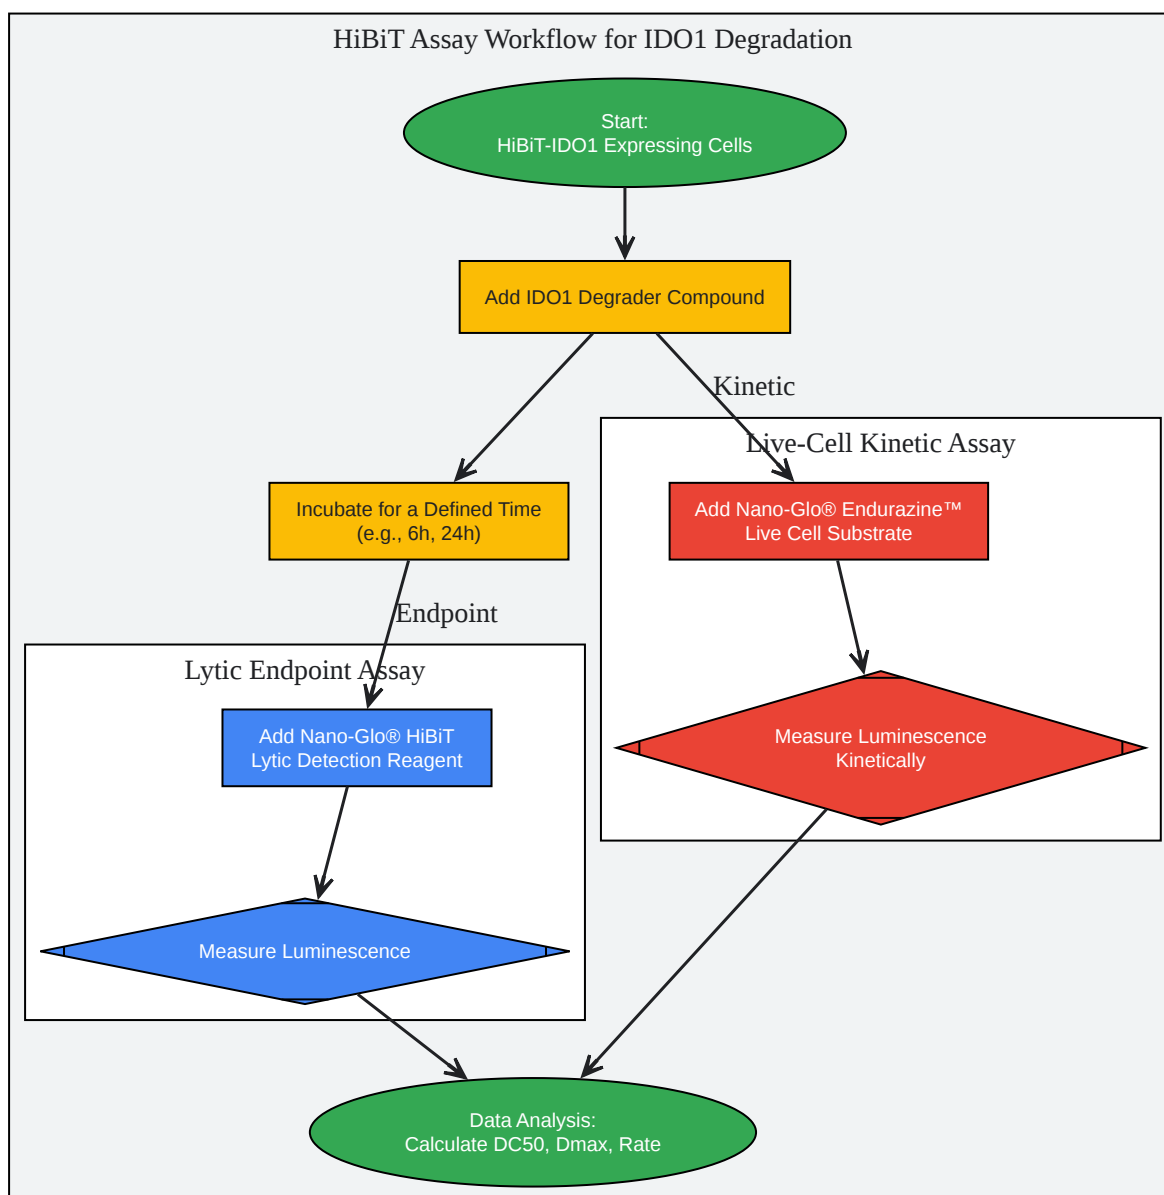 HiBiT Assay Workflow for IDO1 Degradation
Start:
HiBiT-IDO1 Expressing Cells
Add IDO1 Degrader Compound
Kinetic
Live-Cell Kinetic Assay
Incubate for a Defined Time
(e.g., 6h, 24h)
Add Nano-Glo® Endurazine™
Live Cell Substrate
Endpoint
Lytic Endpoint Assay
Add Nano-Glo® HiBiT
Lytic Detection Reagent
Measure Luminescence
Kinetically
Measure Luminescence
Data Analysis:
Calculate DC50, Dmax, Rate